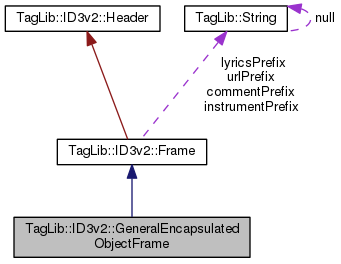 TagLib::ID3v2::Header
TagLib::String
null
lyricsPrefix
urlPrefix
commentPrefix
instrumentPrefix
TagLib::ID3v2::Frame
TagLib::ID3v2::GeneralEncapsulated
ObjectFrame